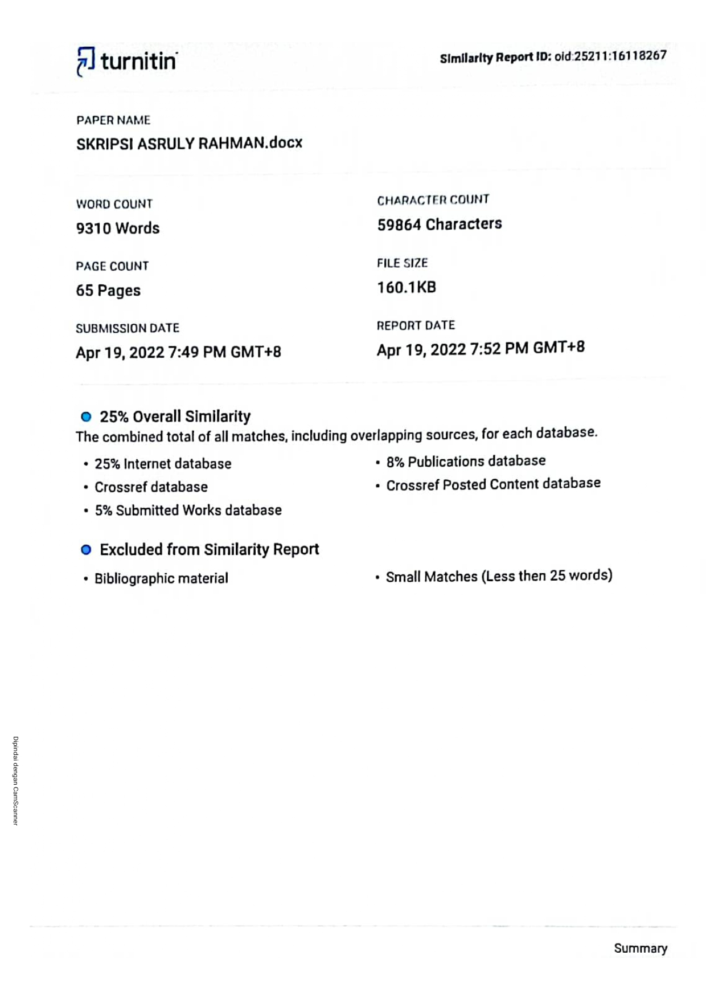 turnitin
Similarity Report ID: oid:25211:16118267
PAPER NAME
SKRIPSI ASRULY RAHMAN.docx
WORD COUNT
9310 Words
CHARACTER COUNT
59864 Characters
PAGE COUNT
65 Pages
FILE SIZE
160.1KB
SUBMISSION DATE
Apr 19, 2022 7:49 PM GMT+8
REPORT DATE
Apr 19, 2022 7:52 PM GMT+8
25% Overall Similarity
The combined total of all matches, including overlapping sources, for each database.
• 25% Internet database
• 8% Publications database
• Crossref database
• Crossref Posted Content database
• 5% Submitted Works database
Excluded from Similarity Report
• Bibliographic material
• Small Matches (Less then 25 words)
Dipindai dengan CamScanner
Summary